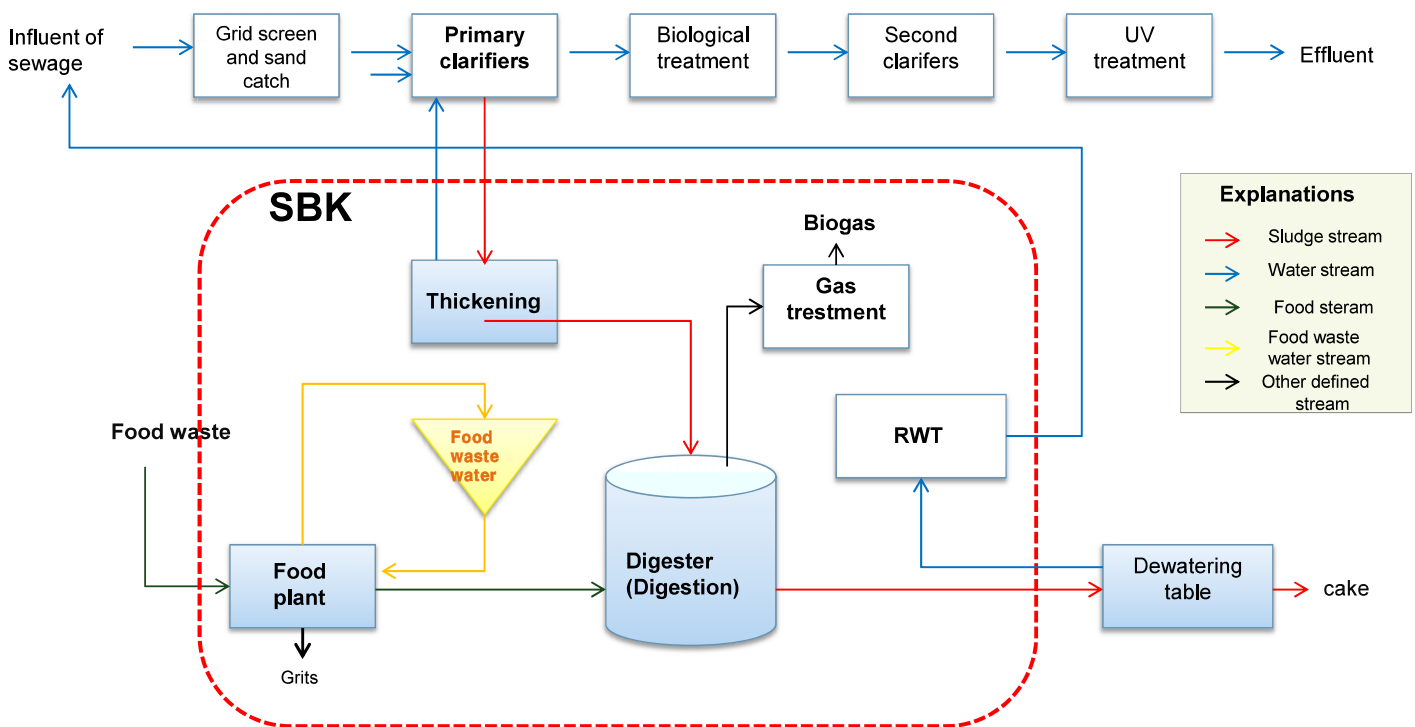 Influent of
sewage
Grid screen
and sand
catch
Primary
clarifiers
Biological
treatment
Second
clarifers
UV
treatment
Effluent
SBK
Thickening
Biogas
Gas
trestment
Explanations
Sludge stream
Water stream
Food steram
Food waste
water stream
Other defined
stream
Food waste
Food
waste
water
RWT
Food
plant
Digester
(Digestion)
Dewatering
table
cake
Grits